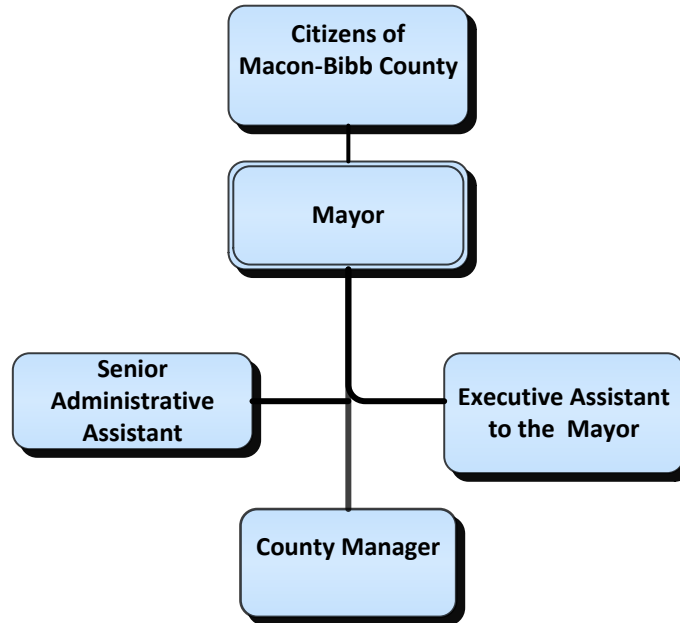 Citizens of
Macon-Bibb County
Mayor
Senior
Administrative
Assistant
Executive Assistant
to the Mayor
County Manager